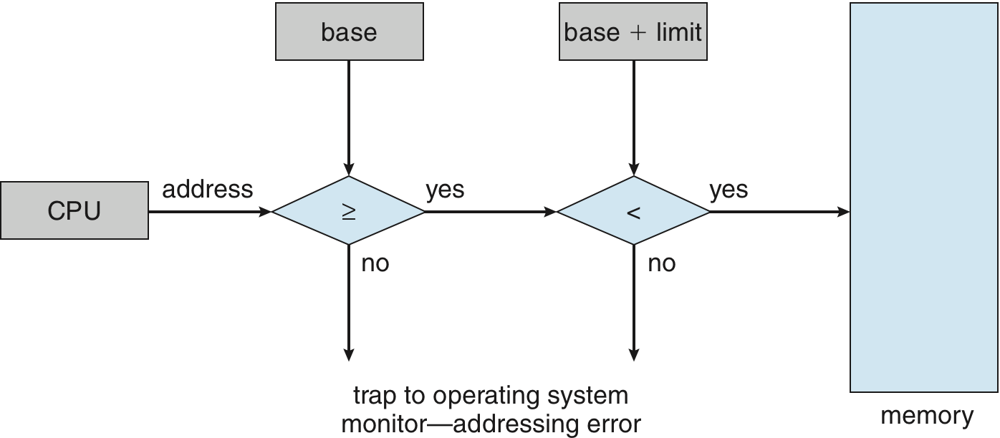 base
base + limit
CPU
address
≥
yes
<
yes
no
no
trap to operating system
monitor—addressing error
memory